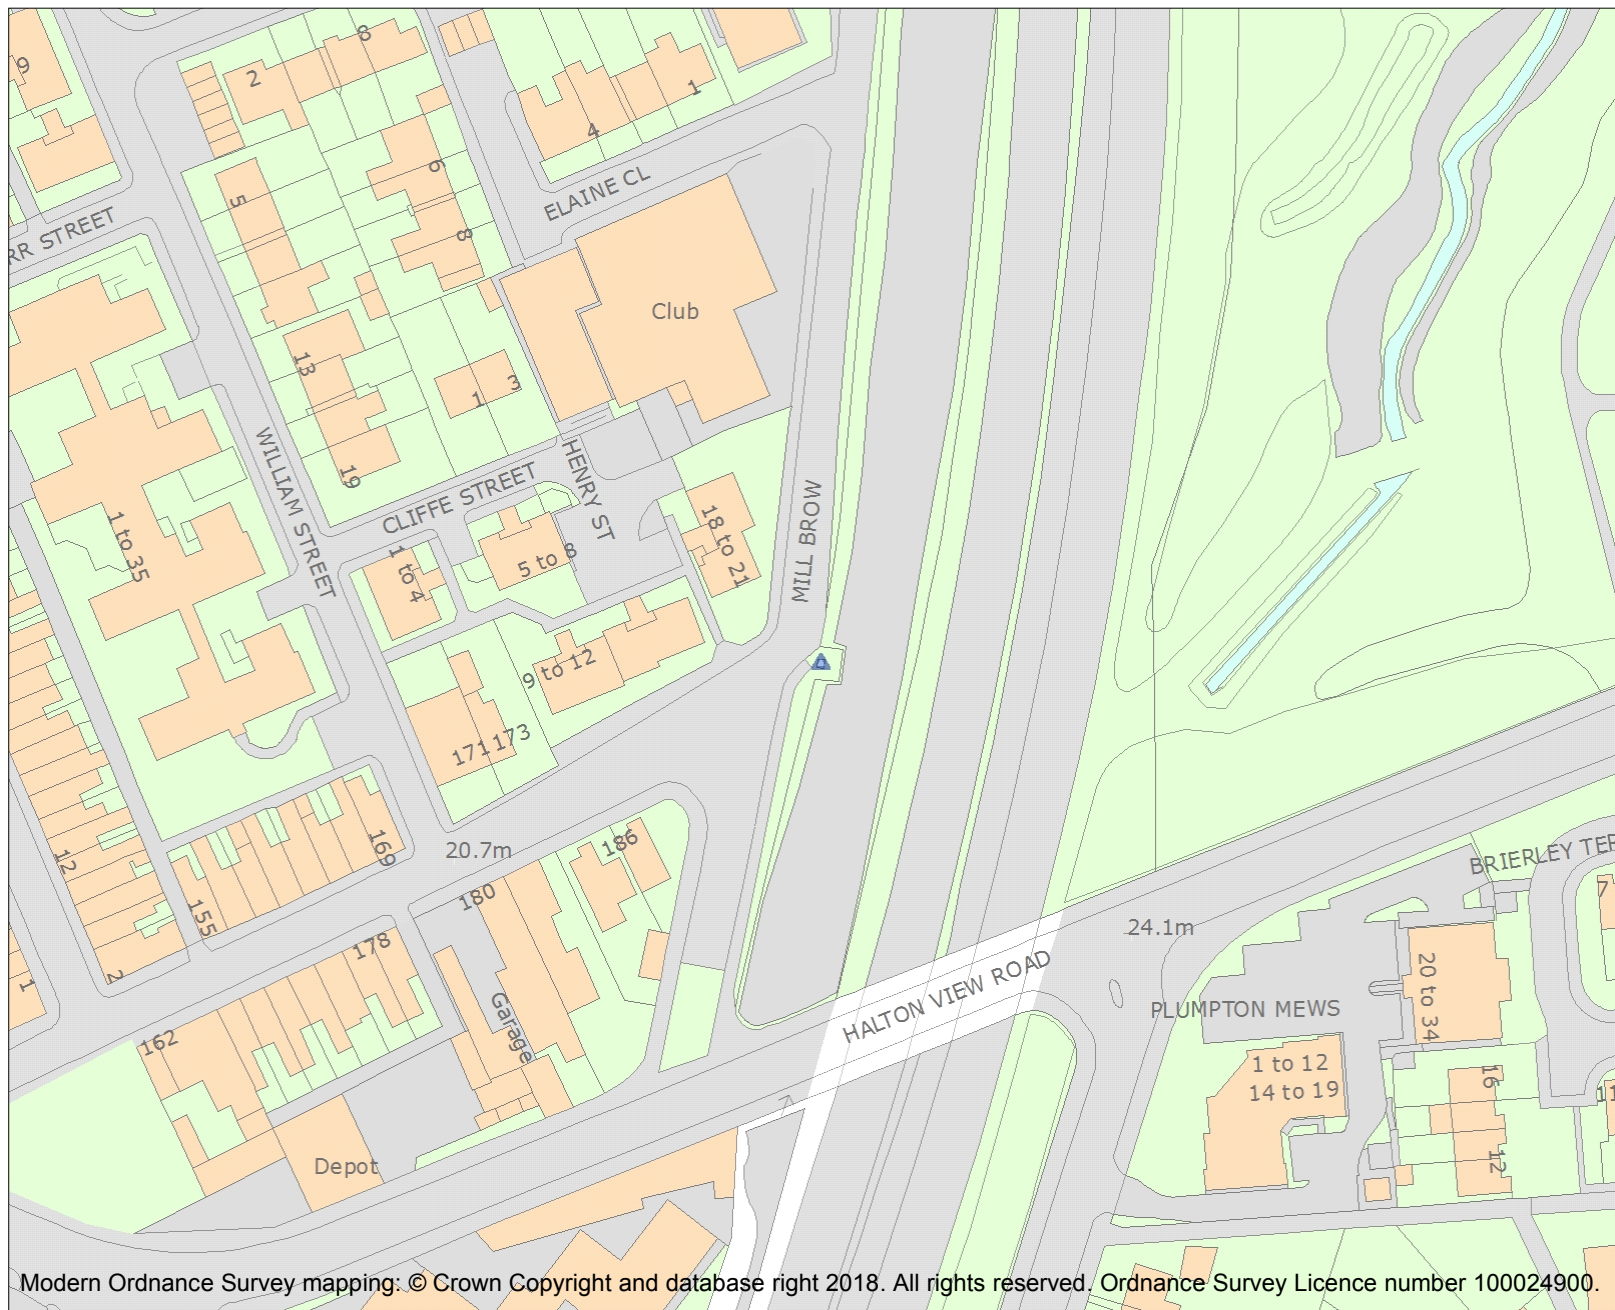 9
2
8
1
4
6
5
ELAINE CL
RR STREET
8
Club
13
3
1
19
CLIFFE STREET
HENRY ST
WILLIAM STREET
MILL BROW
1 to 35
18 to 21
5 to 8
1 to 4
9 to 12
171
173
186
169
20.7m
12
BRIERLEY TER
180
7
155
178
24.1m
2
1
HALTON VIEW ROAD
20 to 34
PLUMPTON MEWS
Garage
162
1 to 12
14 to 19
16
11
Depot
12
Modern Ordnance Survey mapping: © Crown Copyright and database right 2018. All rights reserved. Ordnance Survey Licence number 100024900.